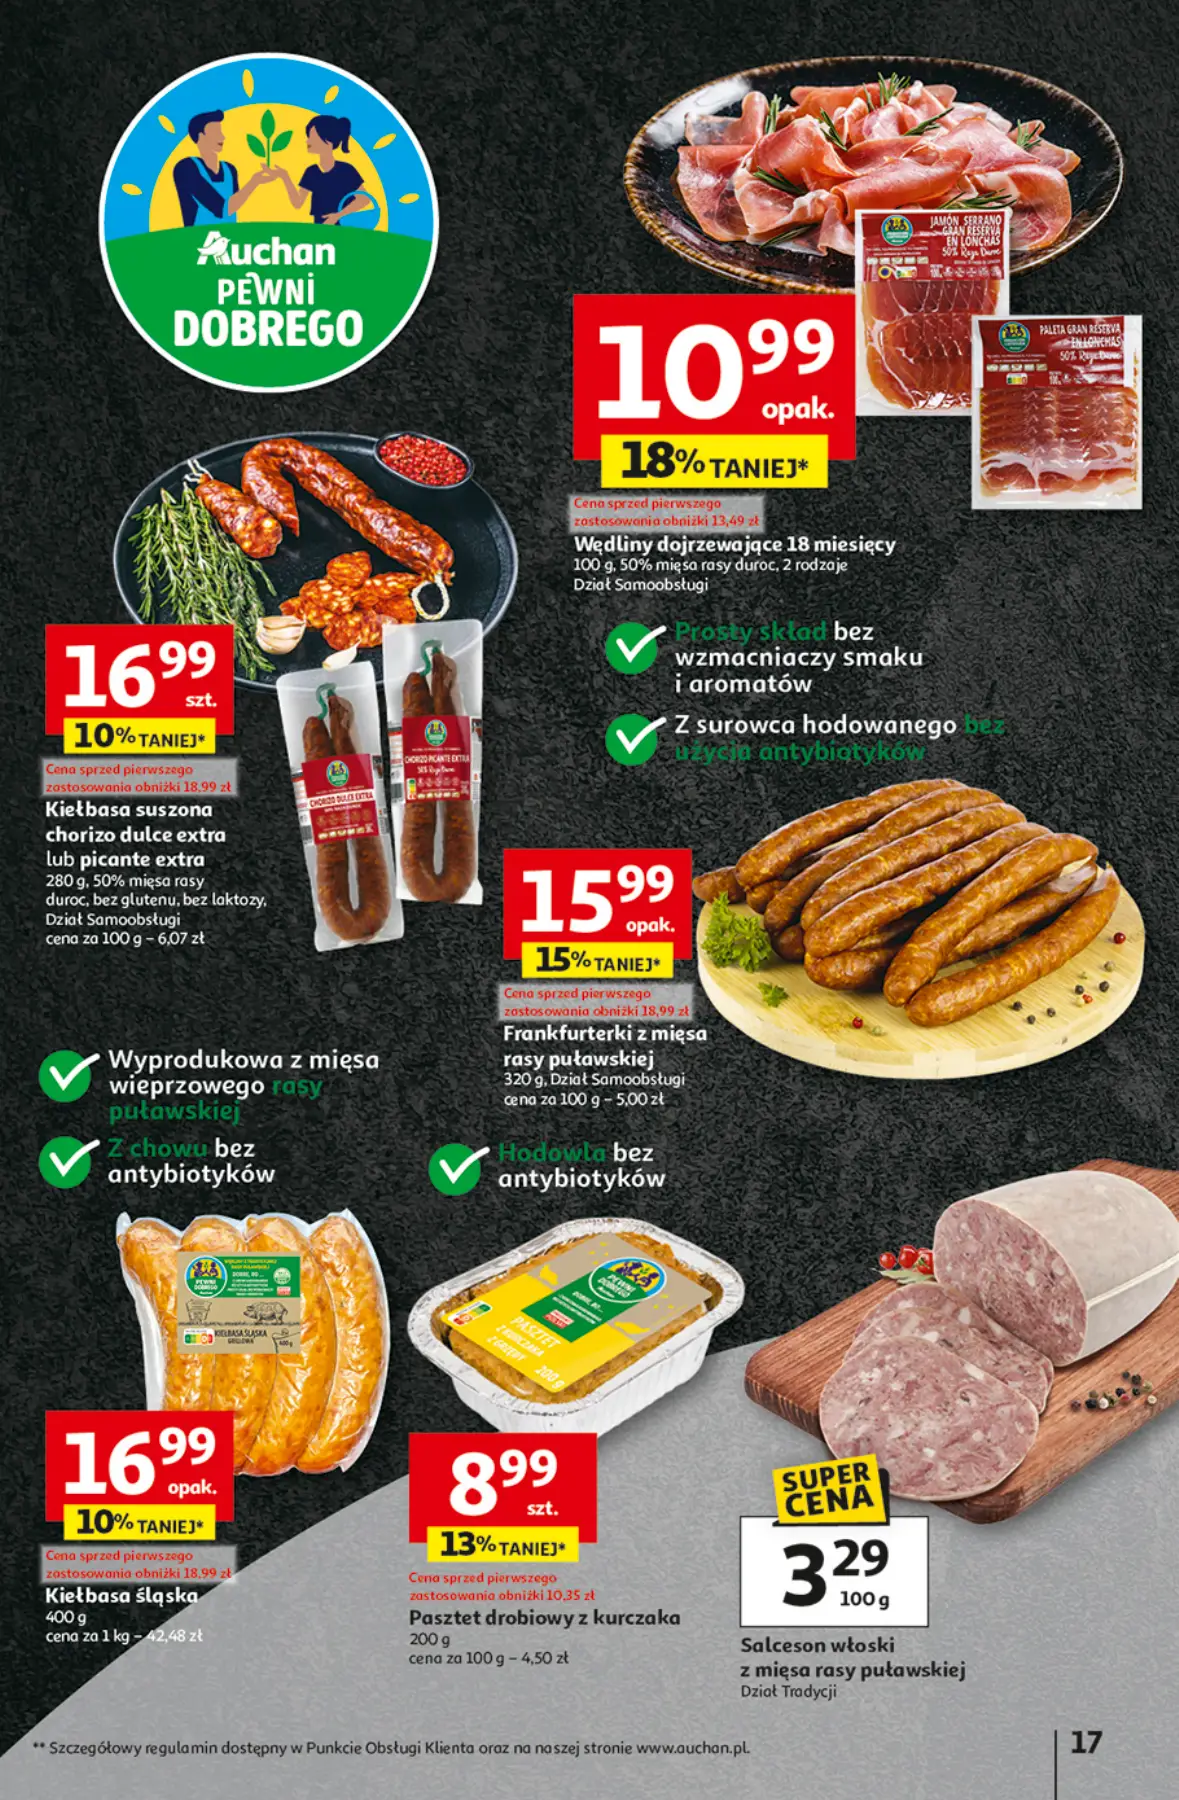 Auchan
PEWNI
DOBREGO
JAMÓN SERRANO
GRAN RESERVA
EN LONCHAS
50% Raza Duroc
PALETA GRAN RESERVA
EN LONCHAS
50% Raza Duroc
10 99
opak.
18% TANIEJ*
Cena sprzed pierwszego
zastosowania obniżki 13,49 zł
Wędliny dojrzewające 18 miesięcy
100 g, 50% mięsa rasy duroc, 2 rodzaje
Dział Samoobsługi
Prosty skład bez
wzmacniaczy smaku
i aromatów
Z surowca hodowanego bez
użycia antybiotyków
16 99
szt.
10% TANIEJ*
Cena sprzed pierwszego
zastosowania obniżki 18,99 zł
Kiełbasa suszona
chorizo dulce extra
lub picante extra
280 g, 50% mięsa rasy
duroc, bez glutenu, bez laktozy,
Dział Samoobsługi
cena za 100 g – 6,07 zł
CHORIZO DULCE EXTRA
CHORIZO PICANTE EXTRA
15 99
opak.
15% TANIEJ*
Cena sprzed pierwszego
zastosowania obniżki 18,99 zł
Frankfurterki z mięsa
rasy puławskiej
320 g, Dział Samoobsługi
cena za 100 g – 5,00 zł
Wyprodukowa z mięsa
wieprzowego rasy
puławskiej
Z chowu bez
antybiotyków
Hodowla bez
antybiotyków
PEWNI
DOBREGO
KIEŁBASA ŚLĄSKA
GRILLOWA
400 g
PEWNI
DOBREGO
PASZTET
Z KURCZAKA
Z GRZĘDY
200 g
16 99
opak.
10% TANIEJ*
Cena sprzed pierwszego
zastosowania obniżki 18,99 zł
Kiełbasa śląska
400 g
cena za 1 kg – 42,48 zł
8 99
szt.
13% TANIEJ*
Cena sprzed pierwszego
zastosowania obniżki 10,35 zł
Pasztet drobiowy z kurczaka
200 g
cena za 100 g – 4,50 zł
SUPER
CENA
3 29
100 g
Salceson włoski
z mięsa rasy puławskiej
Dział Tradycji
** Szczegółowy regulamin dostępny w Punkcie Obsługi Klienta oraz na naszej stronie www.auchan.pl.
17